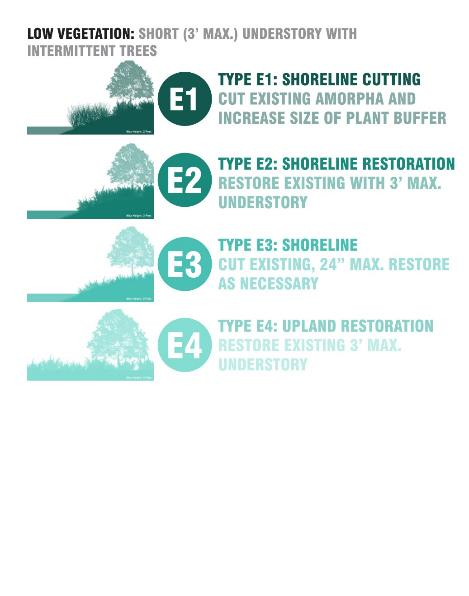 LOW VEGETATION: SHORT (3’ MAX.) UNDERSTORY WITH
INTERMITTENT TREES
E1
TYPE E1: SHORELINE CUTTING
CUT EXISTING AMORPHA AND
INCREASE SIZE OF PLANT BUFFER
E2
TYPE E2: SHORELINE RESTORATION
RESTORE EXISTING WITH 3’ MAX.
UNDERSTORY
E3
TYPE E3: SHORELINE
CUT EXISTING, 24” MAX. RESTORE
AS NECESSARY
E4
TYPE E4: UPLAND RESTORATION
RESTORE EXISTING 3’ MAX.
UNDERSTORY